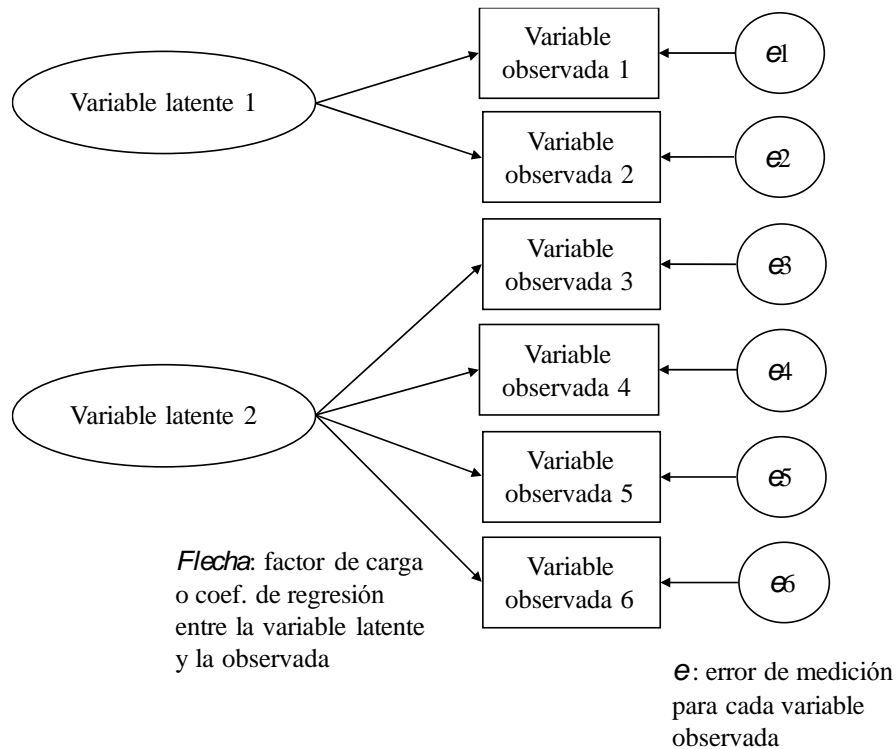 Variable
observada 1
e1
Variable latente 1
Variable
observada 2
e2
Variable
observada 3
e3
Variable
observada 4
e4
Variable latente 2
Variable
observada 5
e5
Variable
observada 6
e6
Flecha: factor de carga
o coef. de regresión
entre la variable latente
y la observada
e: error de medición
para cada variable
observada